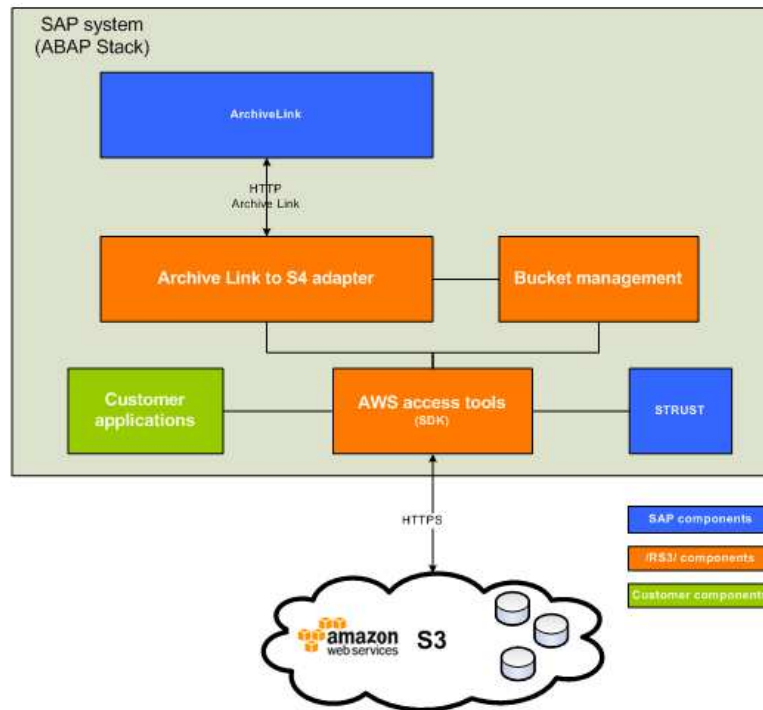 SAP system
(ABAP Stack)
ArchiveLink
HTTP
Archive Link
Archive Link to S4 adapter
Bucket management
Customer
applications
AWS access tools
(SDK)
STRUST
HTTPS
SAP components
/RS3/ components
Customer components
amazon
web services
S3